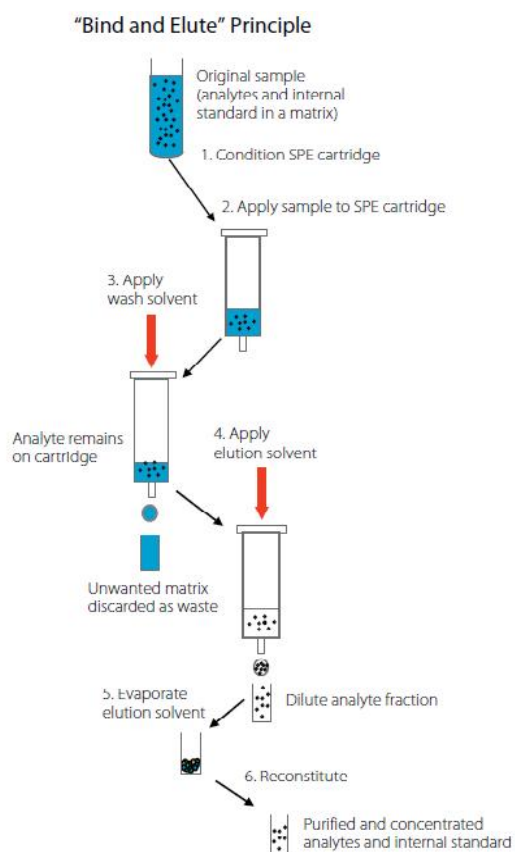 “Bind and Elute” Principle
Original sample
(analytes and internal
standard in a matrix)
1. Condition SPE cartridge
2. Apply sample to SPE cartridge
3. Apply
wash solvent
Analyte remains
on cartridge
4. Apply
elution solvent
Unwanted matrix
discarded as waste
5. Evaporate
elution solvent
Dilute analyte fraction
6. Reconstitute
Purified and concentrated
analytes and internal standard